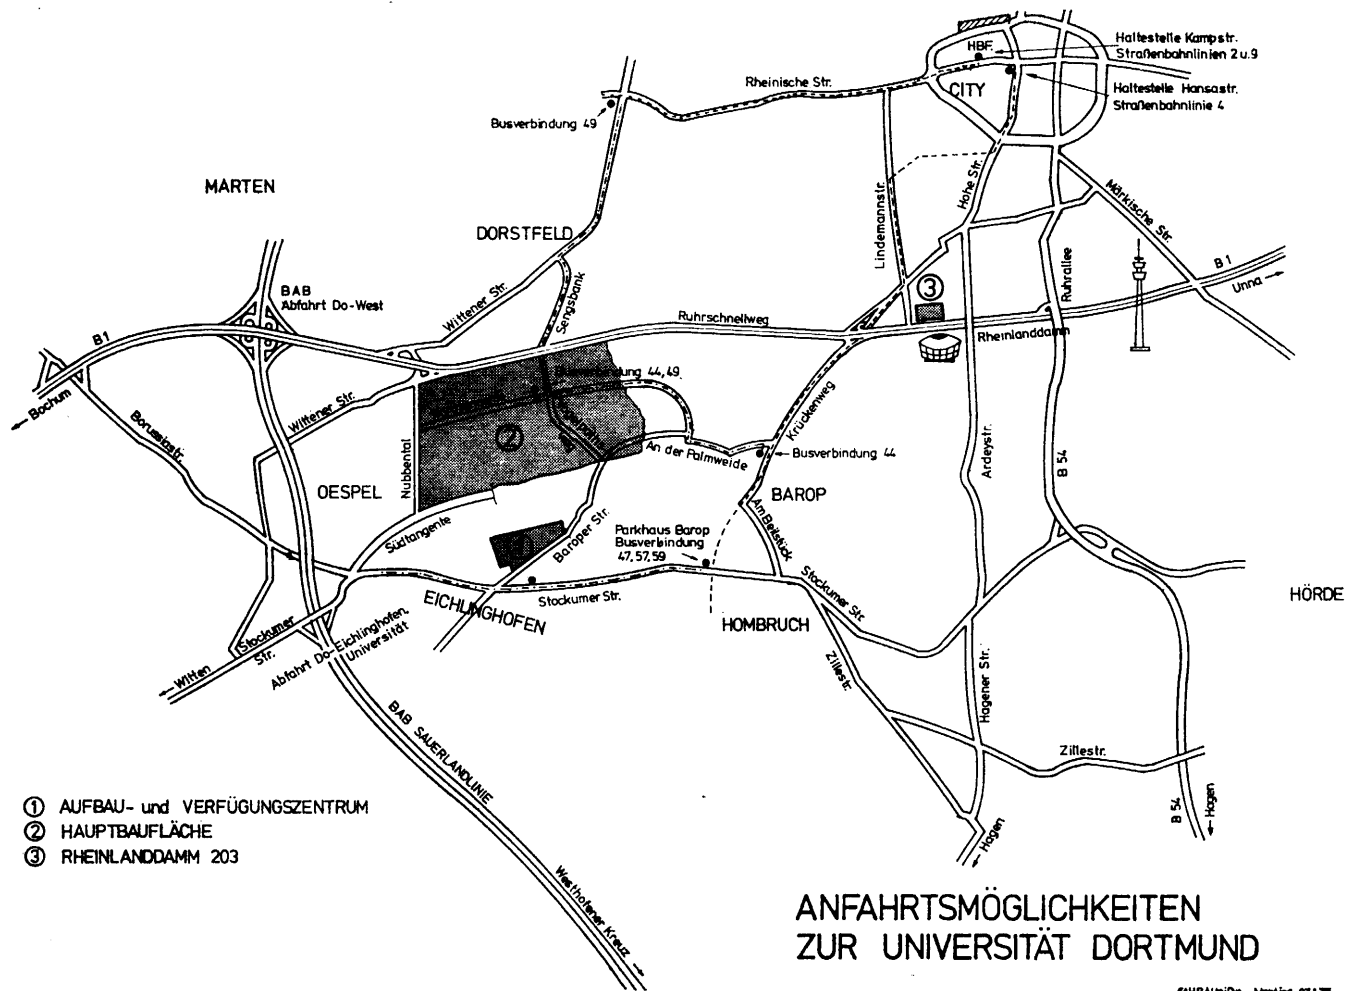 HBF.
Haltestelle Kampstr.
Straßenbahnlinien 2 u. 9
Rheinische Str.
CITY
Haltestelle Hansastr.
Straßenbahnlinie 4
Busverbindung 49
MARTEN
Hohe Str.
Lindemannstr.
Märkische Str.
DORSTFELD
Ruhrallee
B 1
Unna
BAB
Abfahrt Do-West
Wittener Str.
Sengsbank
3
Ruhrschnellweg
Rheinlanddamm
B 1
Bochum
Busverbindung 44, 49
Wittener Str.
Borussiastr.
Krückenweg
2
An der Palmweide
Busverbindung 44
Ardeystr.
B 54
Nubbental
OESPEL
BAROP
Am Beilstück
Südtangente
Baroper Str.
Parkhaus Barop
Busverbindung
47, 57, 59
Stockumer Str.
EICHLINGHOFEN
Stockumer Str.
HÖRDE
HOMBRUCH
Stockumer
Str.
Witten
Abfahrt Do-Eichlinghofen,
Universität
Zillestr.
Hagener Str.
Zillestr.
BAB SAUERLANDLINIE
B 54
Hagen
Hagen
Westhofener Kreuz
1 AUFBAU- und VERFÜGUNGSZENTRUM
2 HAUPTBAUFLÄCHE
3 RHEINLANDDAMM 203
ANFAHRTSMÖGLICHKEITEN
ZUR UNIVERSITÄT DORTMUND